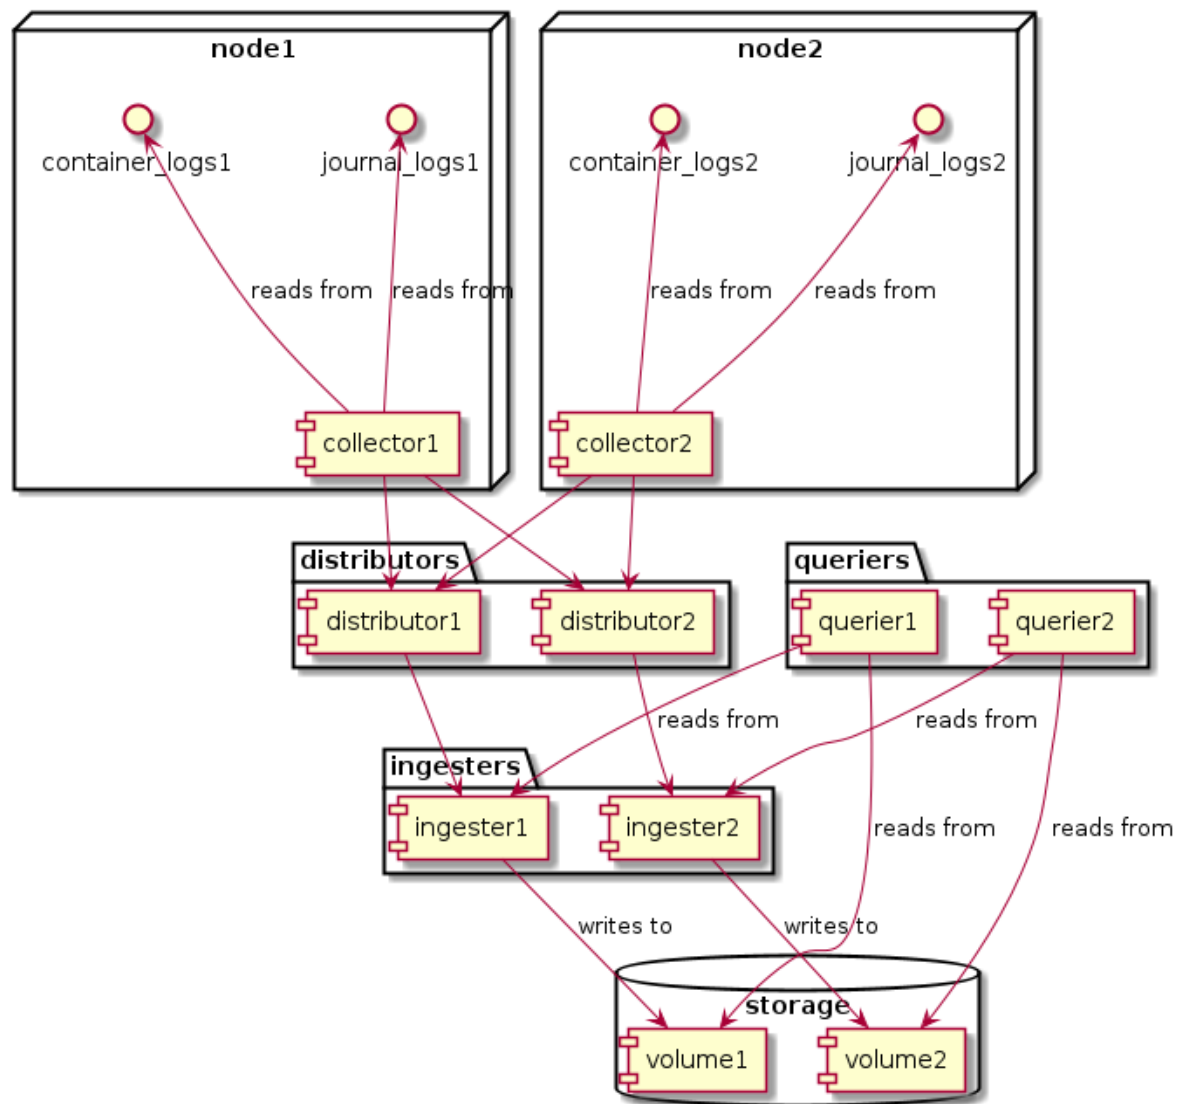 node1
node2
container_logs1
journal_logs1
container_logs2
journal_logs2
reads from
reads from
reads from
reads from
collector1
collector2
distributors
queriers
distributor1
distributor2
querier1
querier2
reads from
reads from
ingesters
ingester1
ingester2
reads from
reads from
writes to
writes to
storage
volume1
volume2